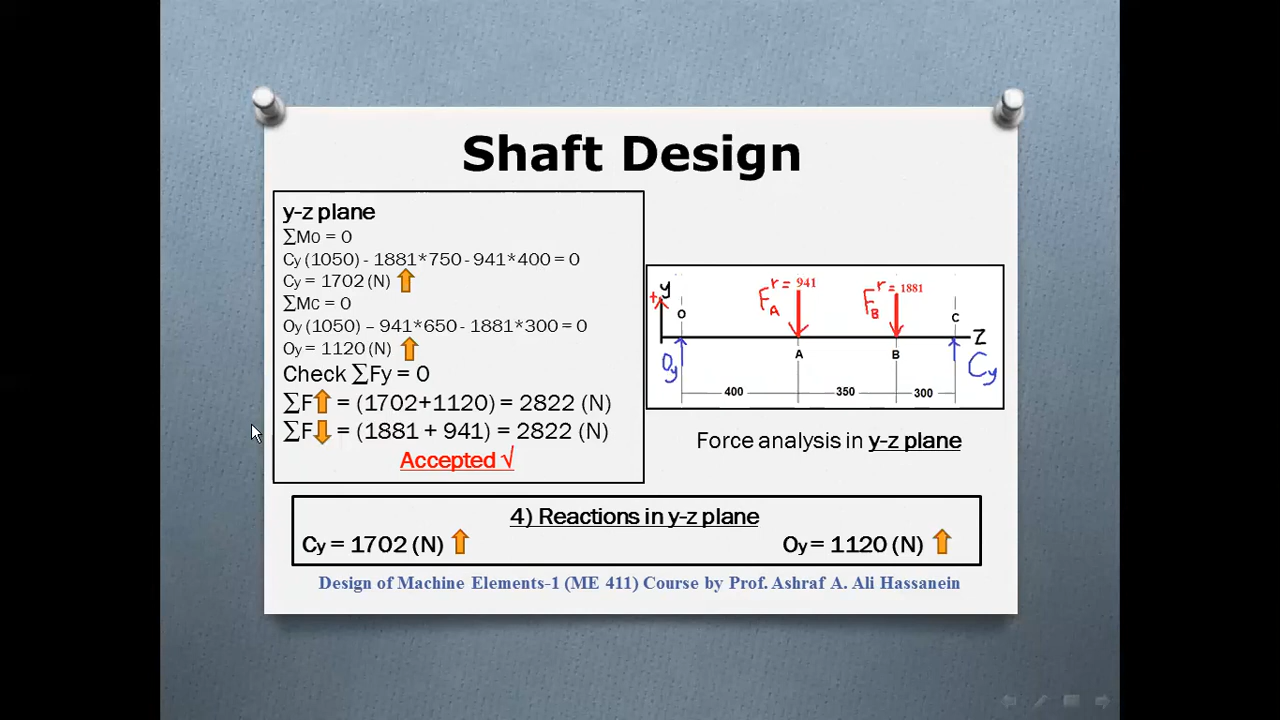 Shaft Design
y-z plane
∑Mo = 0
Cy (1050) - 1881*750 - 941*400 = 0
Cy = 1702 (N)
∑Mc = 0
Oy (1050) – 941*650 - 1881*300 = 0
Oy = 1120 (N)
Check ∑Fy = 0
∑F = (1702+1120) = 2822 (N)
∑F = (1881 + 941) = 2822 (N)
Accepted √
+ y
O
F A r = 941
F B r = 1881
C
Z
Oy
A
B
Cy
400
350
300
Force analysis in y-z plane
4) Reactions in y-z plane
Cy = 1702 (N)
Oy = 1120 (N)
Design of Machine Elements-1 (ME 411) Course by Prof. Ashraf A. Ali Hassanein